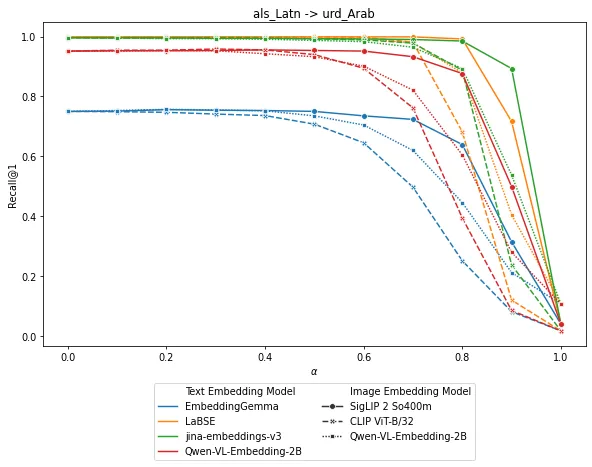 als_Latn -> urd_Arab
Recall@1
1.0
0.8
0.6
0.4
0.2
0.0
0.0 0.2 0.4 0.6 0.8 1.0
α
Text Embedding Model
EmbeddingGemma
LaBSE
jina-embeddings-v3
Qwen-VL-Embedding-2B
Image Embedding Model
SigLIP 2 So400m
CLIP ViT-B/32
Qwen-VL-Embedding-2B